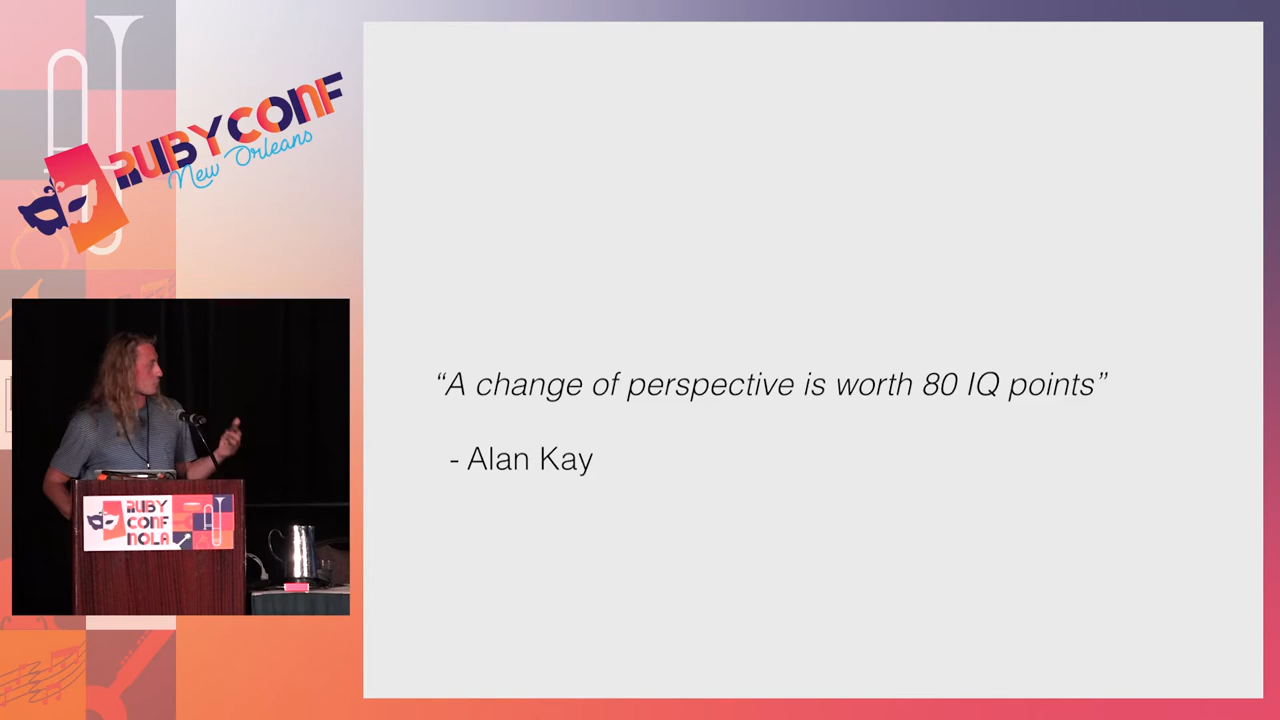 RUBYCONF
New Orleans
“A change of perspective is worth 80 IQ points”
- Alan Kay
RUBY
CONF
NOLA